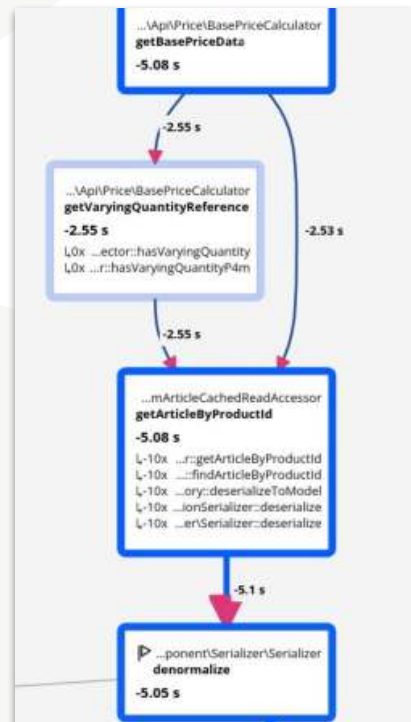 ...\Api\Price\BasePriceCalculator
getBasePriceData
-5.08 s
-2.55 s
...\Api\Price\BasePriceCalculator
getVaryingQuantityReference
-2.55 s
↳0x ...ector::hasVaryingQuantity
↳0x ...r::hasVaryingQuantityP4m
-2.53 s
-2.55 s
...mArticleCachedReadAccessor
getArticleByProductId
-5.08 s
↳-10x ...r::getArticleByProductId
↳-10x ...::findArticleByProductId
↳-10x ...ory::deserializeToModel
↳-10x ...ionSerializer::deserialize
↳-10x ...er\Serializer::deserialize
-5.1 s
...ponent\Serializer\Serializer
denormalize
-5.05 s